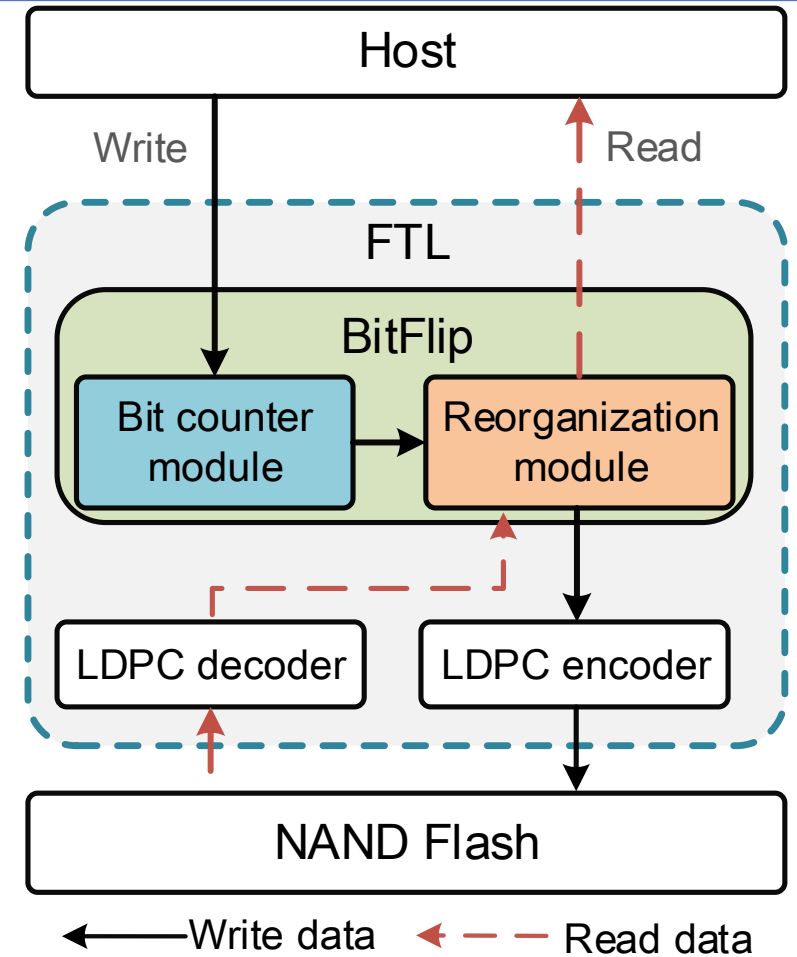 Host
Write
Read
FTL
BitFlip
Bit counter
module
Reorganization
module
LDPC decoder
LDPC encoder
NAND Flash
Write data
Read data